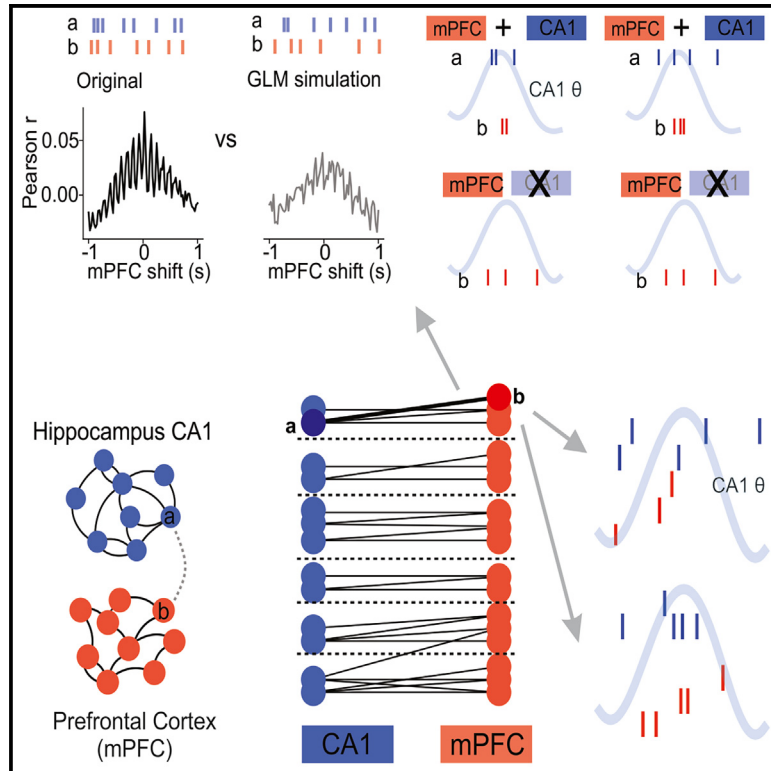 a
b
Original
GLM simulation
Pearson r
0.05
0.00
-1 0 1
mPFC shift (s)
vs
-1 0 1
mPFC shift (s)
mPFC + CA1
a
CA1 θ
b
mPFC + CA1
a
b
mPFC CA1
b
mPFC CA1
b
Hippocampus CA1
a
b
Prefrontal Cortex
(mPFC)
a
b
CA1 mPFC
CA1 θ